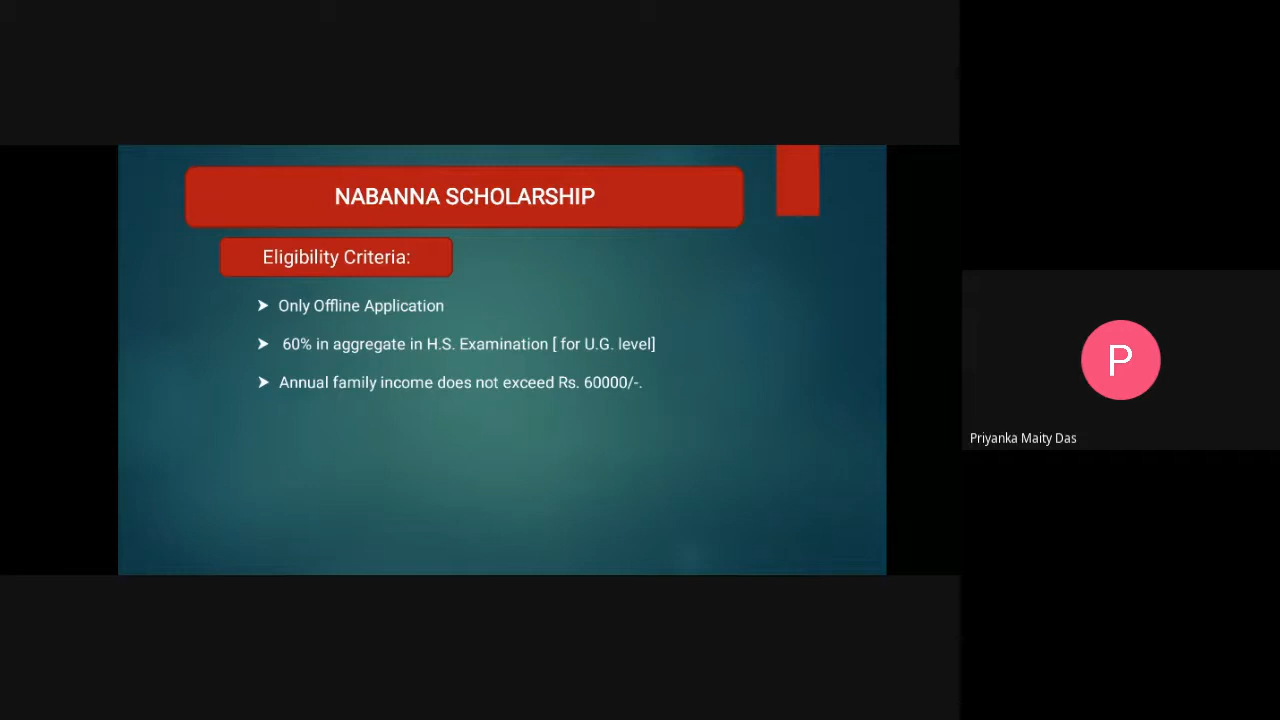 NABANNA SCHOLARSHIP
Eligibility Criteria:
➤ Only Offline Application
➤ 60% in aggregate in H.S. Examination [ for U.G. level]
➤ Annual family income does not exceed Rs. 60000/-.
P
Priyanka Maity Das